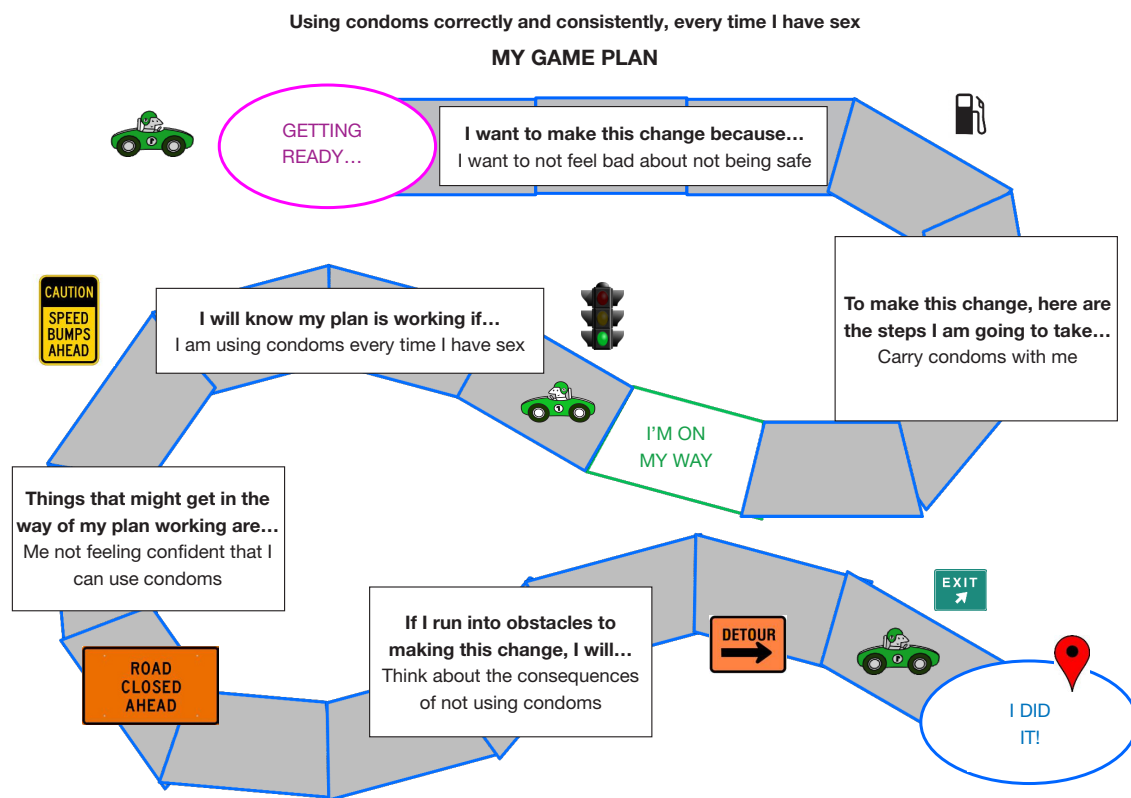 Using condoms correctly and consistently, every time I have sex
MY GAME PLAN
GETTING
READY…
I want to make this change because…
I want to not feel bad about not being safe
To make this change, here are
the steps I am going to take…
Carry condoms with me
I'M ON
MY WAY
I will know my plan is working if…
I am using condoms every time I have sex
CAUTION
SPEED
BUMPS
AHEAD
Things that might get in the
way of my plan working are…
Me not feeling confident that I
can use condoms
ROAD
CLOSED
AHEAD
If I run into obstacles to
making this change, I will…
Think about the consequences
of not using condoms
DETOUR
EXIT
I DID
IT!